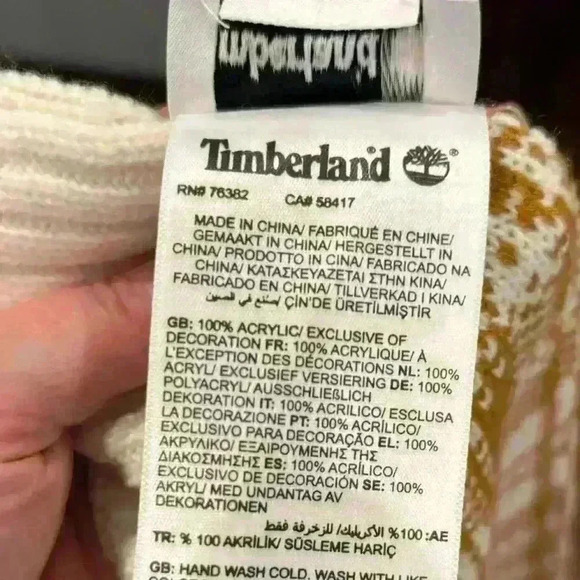 Timberland
Timberland®
RN# 76382 CA# 58417
MADE IN CHINA/ FABRIQUÉ EN CHINE/
GEMAAKT IN CHINA/ HERGESTELLT IN
CHINA/ PRODOTTO IN CINA/ FABRICADO NA
CHINA/ ΚΑΤΑΣΚΕΥΑΖΕΤΑΙ ΣΤΗΝ ΚΙΝΑ/
FABRICADO EN CHINA/ TILLVERKAD I KINA/
صنع في الصين/ ÇİN'DE ÜRETİLMİŞTİR
GB: 100% ACRYLIC/ EXCLUSIVE OF
DECORATION FR: 100% ACRYLIQUE/ À
L'EXCEPTION DES DÉCORATIONS NL: 100%
ACRYL/ EXCLUSIEF VERSIERING DE: 100%
POLYACRYL/ AUSSCHLIEßLICH
DEKORATION IT: 100% ACRILICO/ ESCLUSA
LA DECORAZIONE PT: 100% ACRÍLICO/
EXCLUSIVO PARA DECORAÇÃO EL: 100%
ΑΚΡΥΛΙΚΟ/ ΕΞΑΙΡΟΥΜΕΝΗΣ ΤΗΣ
ΔΙΑΚΟΣΜΗΣΗΣ ES: 100% ACRÍLICO/
EXCLUSIVO DE DECORACIÓN SE: 100%
AKRYL/ MED UNDANTAG AV
DEKORATIONEN
AE: 100% الأكريليك/ للزخرفة فقط
TR: % 100 AKRİLİK/ SÜSLEME HARİÇ
GB: HAND WASH COLD. WASH WITH LIKE